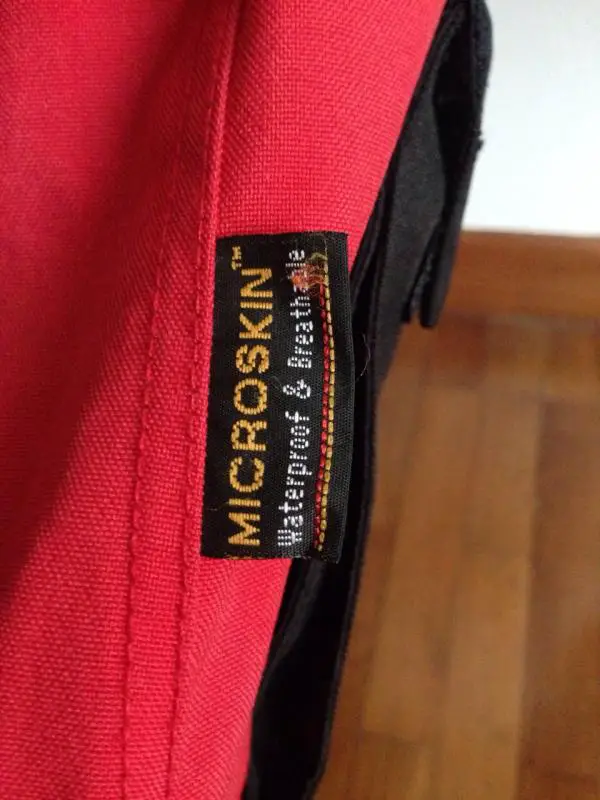 MICROSKIN™
Waterproof & Breathable